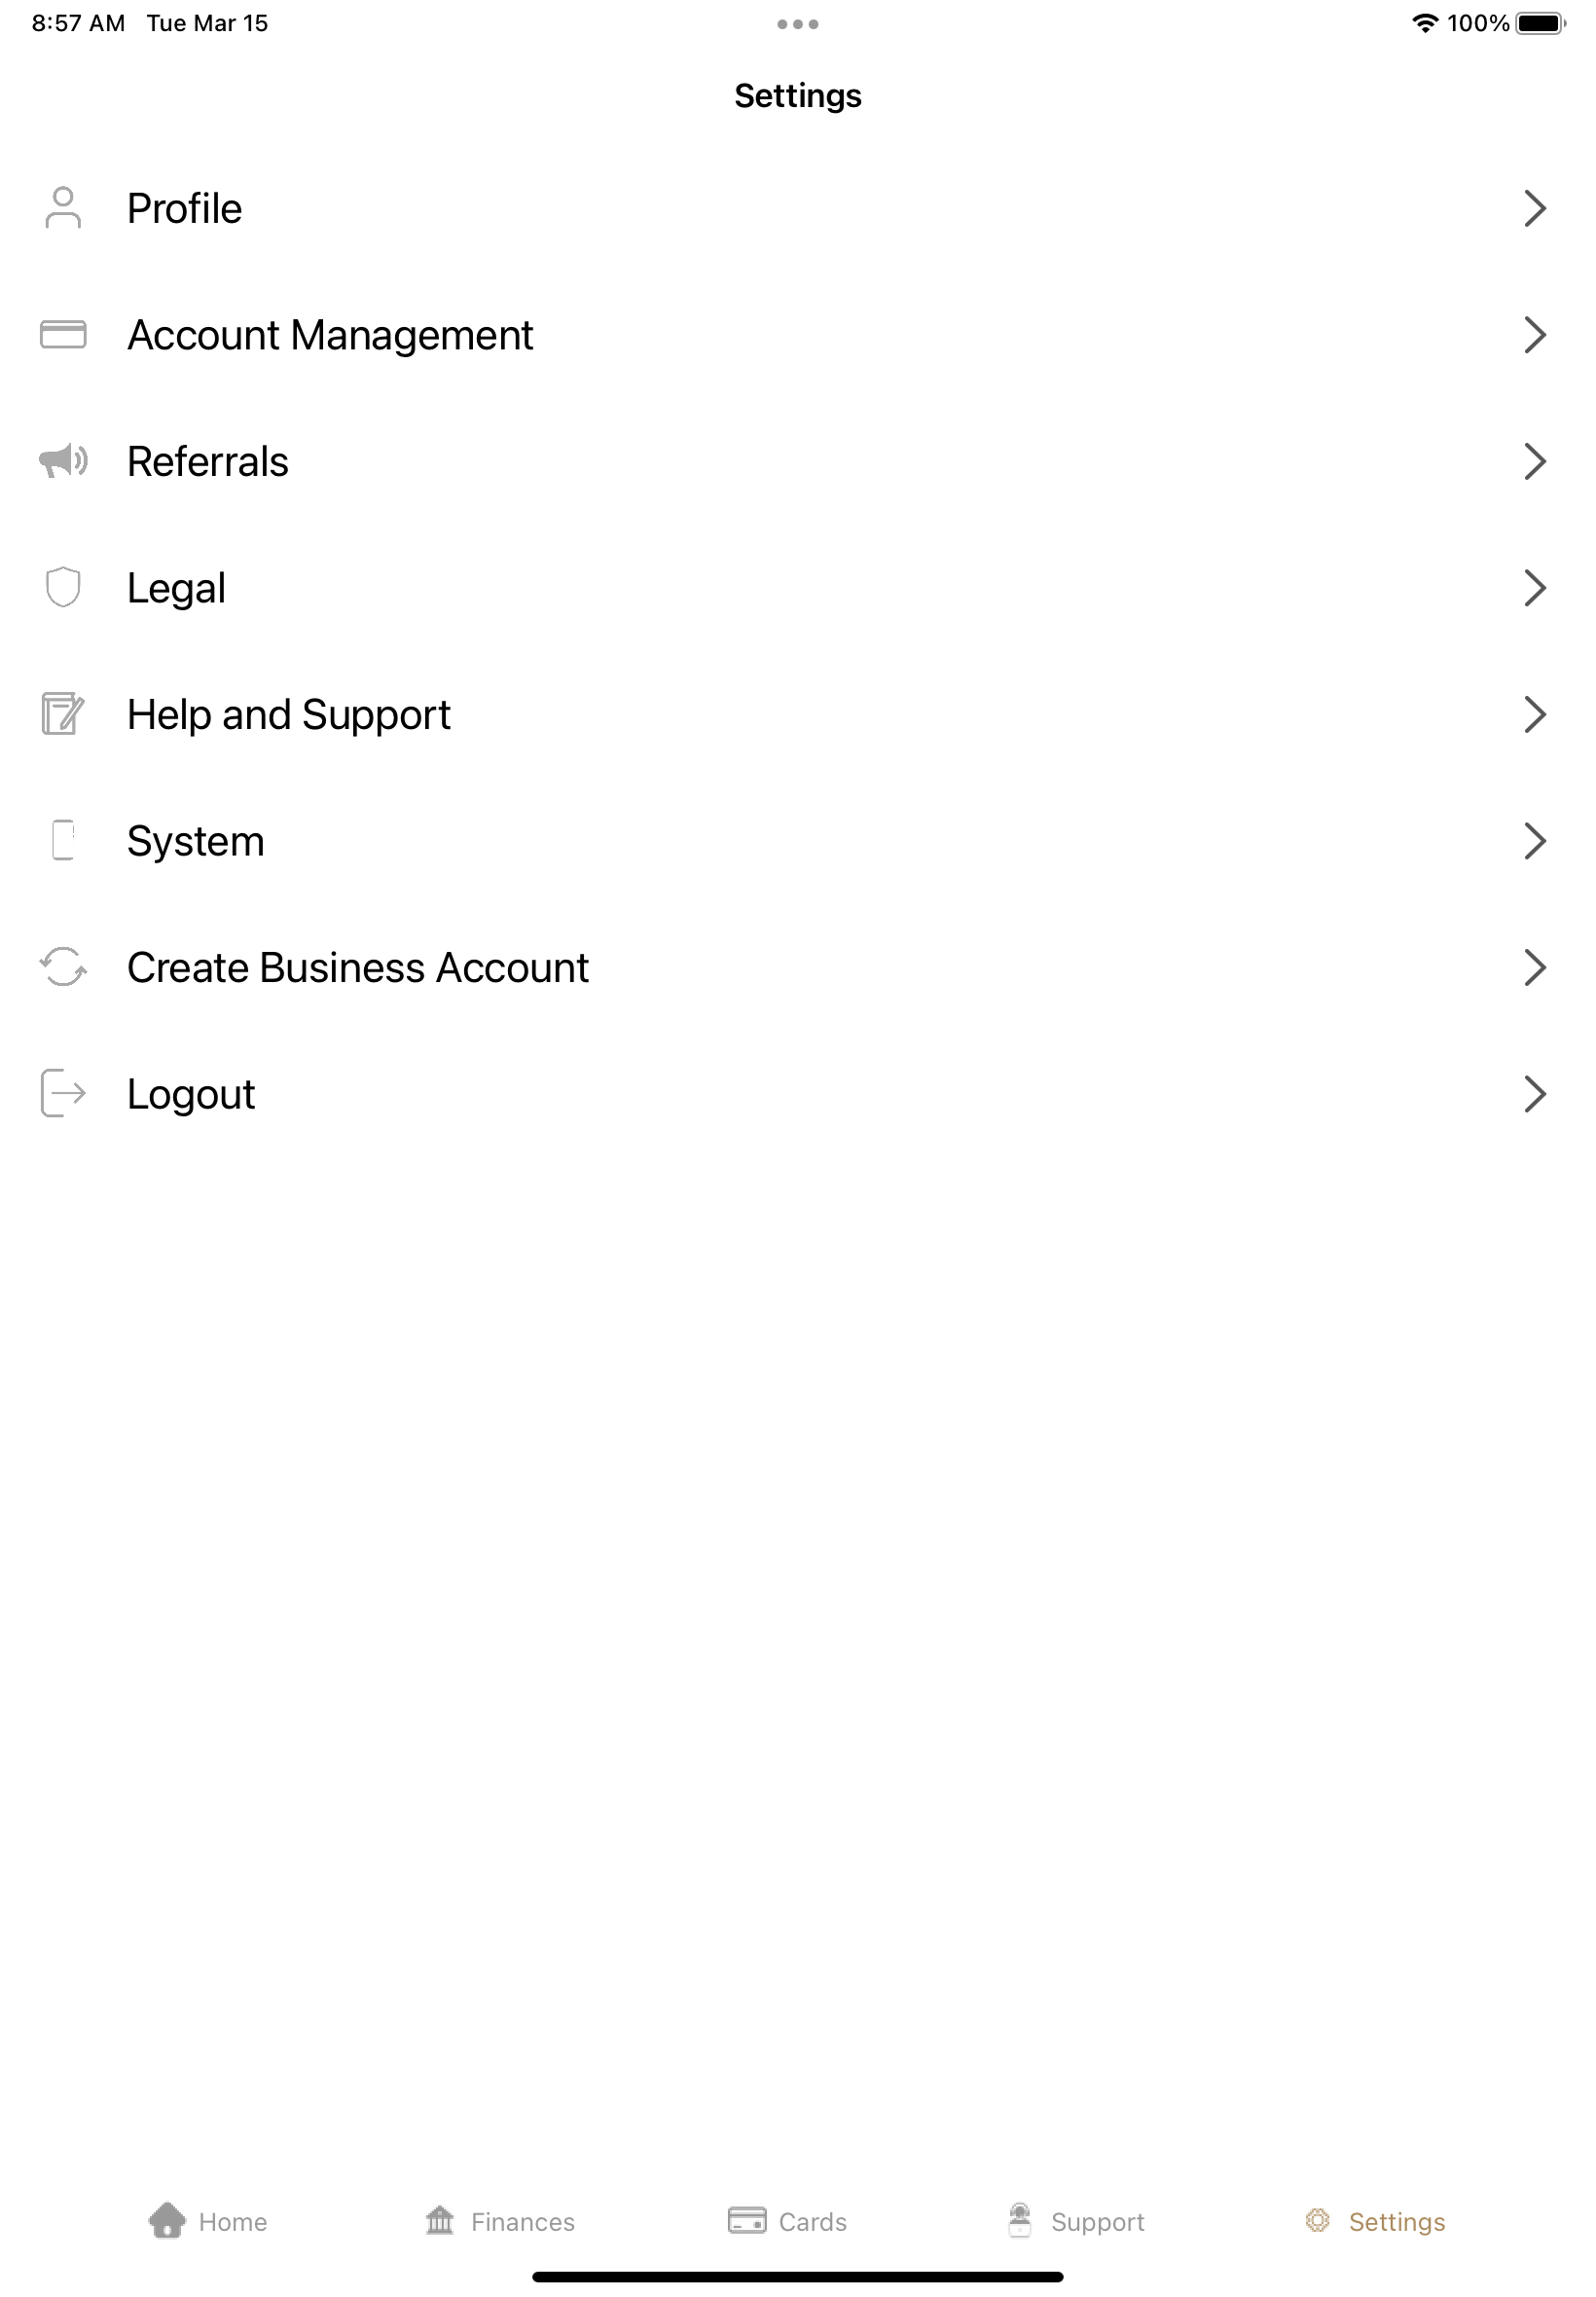 8:57 AM Tue Mar 15 100%
Settings
Profile
Account Management
Referrals
Legal
Help and Support
System
Create Business Account
Logout
Home Finances Cards Support Settings